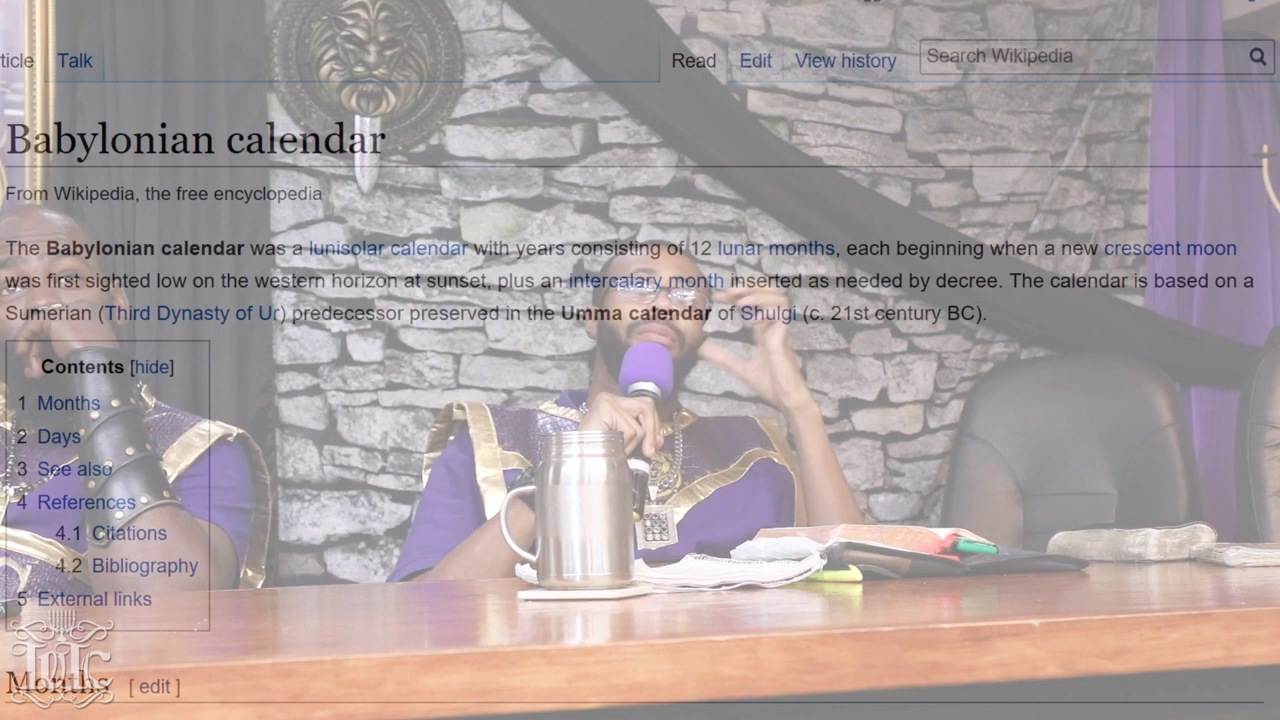 ticle Talk Read Edit View history Search Wikipedia
Babylonian calendar
From Wikipedia, the free encyclopedia
The Babylonian calendar was a lunisolar calendar with years consisting of 12 lunar months, each beginning when a new crescent moon
was first sighted low on the western horizon at sunset, plus an intercalary month inserted as needed by decree. The calendar is based on a
Sumerian (Third Dynasty of Ur) predecessor preserved in the Umma calendar of Shulgi (c. 21st century BC).
Contents [hide]
1 Months
2 Days
3 See also
4 References
4.1 Citations
4.2 Bibliography
5 External links
Months [ edit ]